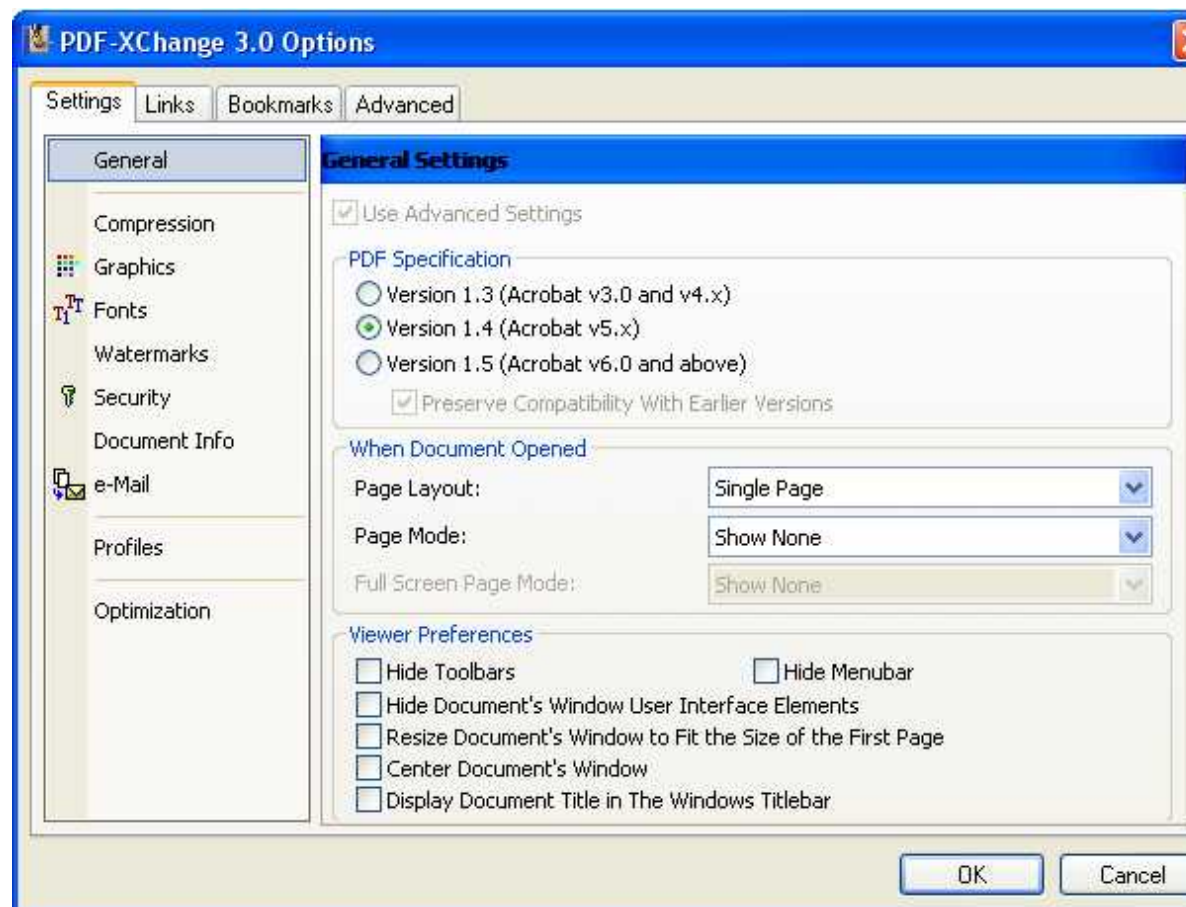 PDF-XChange 3.0 Options
Settings Links Bookmarks Advanced
General
Compression
Graphics
Fonts
Watermarks
Security
Document Info
e-Mail
Profiles
Optimization
General Settings
Use Advanced Settings
PDF Specification
Version 1.3 (Acrobat v3.0 and v4.x)
Version 1.4 (Acrobat v5.x)
Version 1.5 (Acrobat v6.0 and above)
Preserve Compatibility With Earlier Versions
When Document Opened
Page Layout: Single Page
Page Mode: Show None
Full Screen Page Mode: Show None
Viewer Preferences
Hide Toolbars Hide Menubar
Hide Document's Window User Interface Elements
Resize Document's Window to Fit the Size of the First Page
Center Document's Window
Display Document Title in The Windows Titlebar
OK Cancel